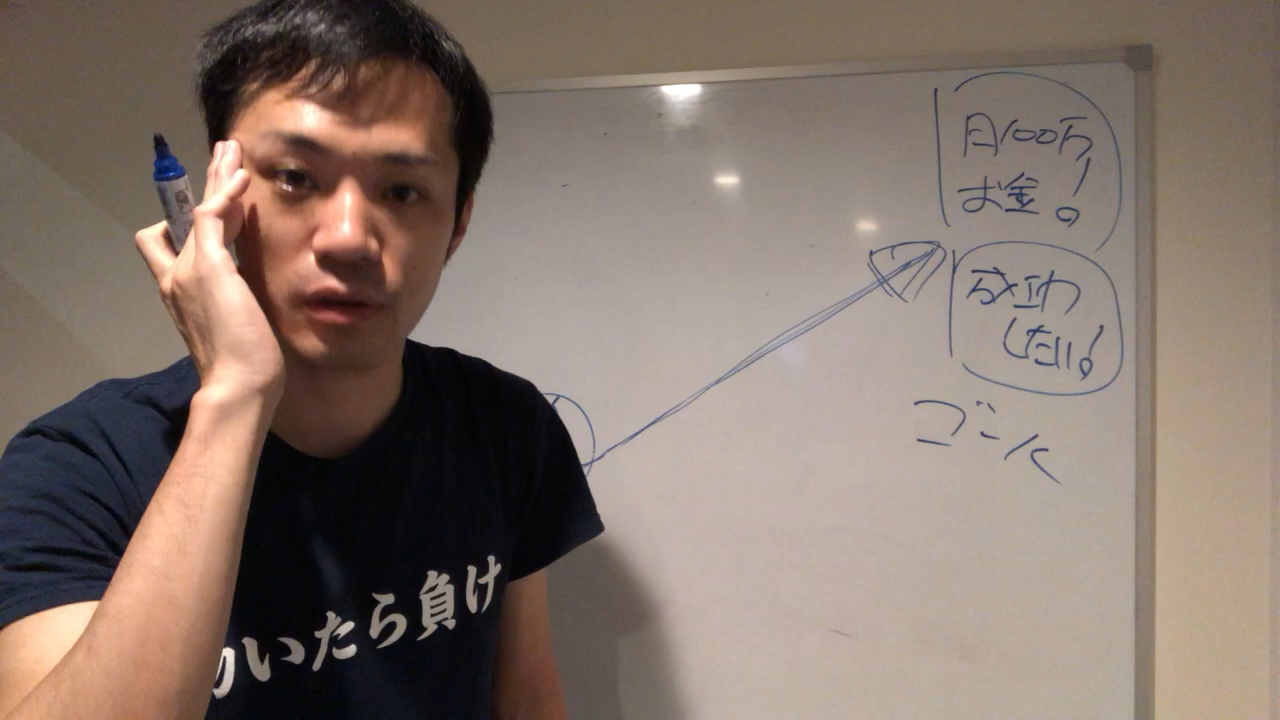 月100万
お金!
成功
したい!
ゴール
いたら負け